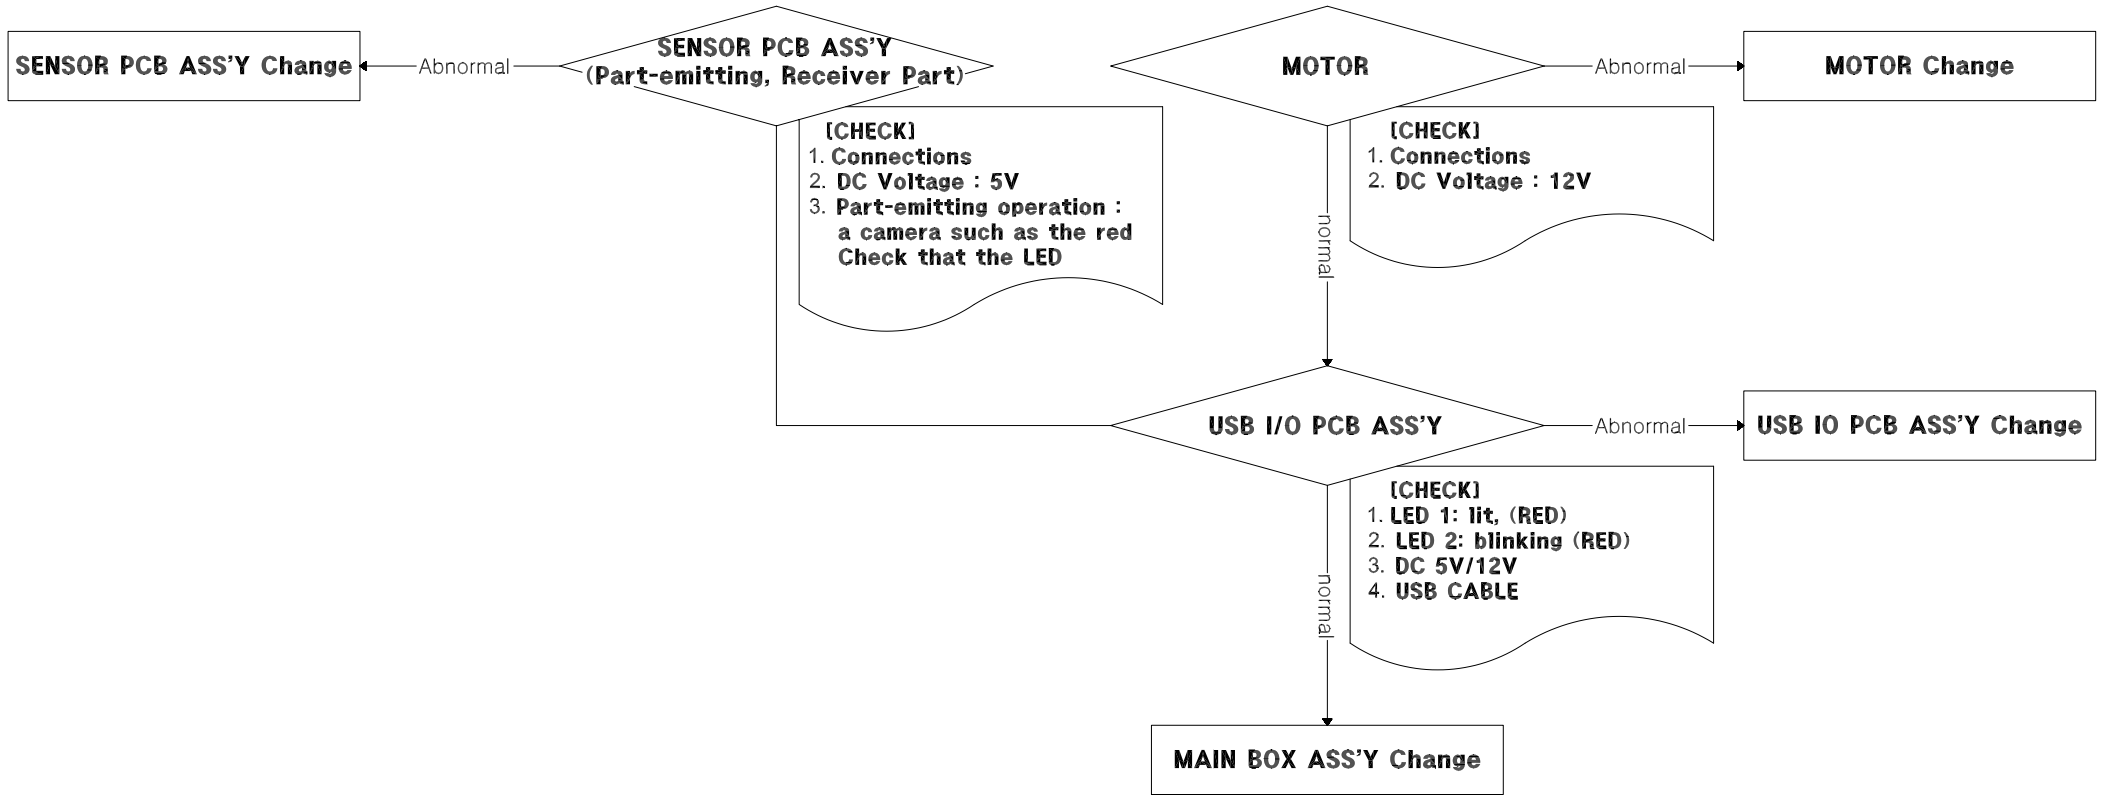 SENSOR PCB ASS'Y Change
Abnormal
SENSOR PCB ASS'Y
(Part-emitting, Receiver Part)
[CHECK]
1. Connections
2. DC Voltage : 5V
3. Part-emitting operation :
a camera such as the red
Check that the LED
MOTOR
Abnormal
MOTOR Change
[CHECK]
1. Connections
2. DC Voltage : 12V
normal
USB I/O PCB ASS'Y
Abnormal
USB IO PCB ASS'Y Change
[CHECK]
1. LED 1: lit, (RED)
2. LED 2: blinking (RED)
3. DC 5V/12V
4. USB CABLE
normal
MAIN BOX ASS'Y Change